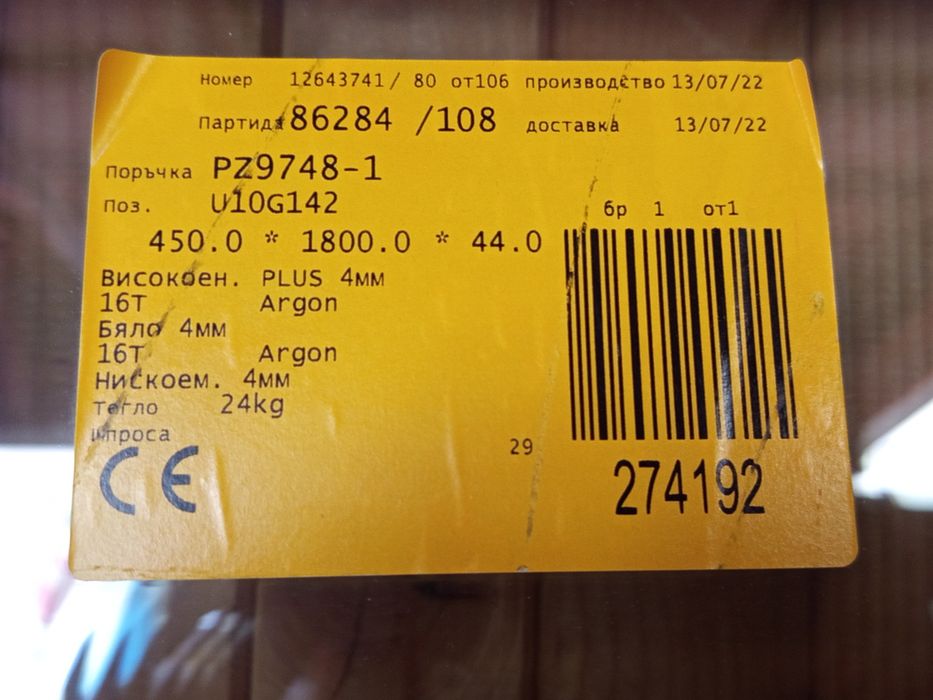 Номер 12643741/ 80 от106 производство 13/07/22
Партида 86284 /108 доставка 13/07/22
Поръчка PZ9748-1
Поз. U10G142
бр 1 от1
450.0 * 1800.0 * 44.0
Високоен. PLUS 4мм
16T Argon
Бяло 4мм
16T Argon
Нискоем. 4мм
Тегло 24kg
Шпроса
29
CE
274192